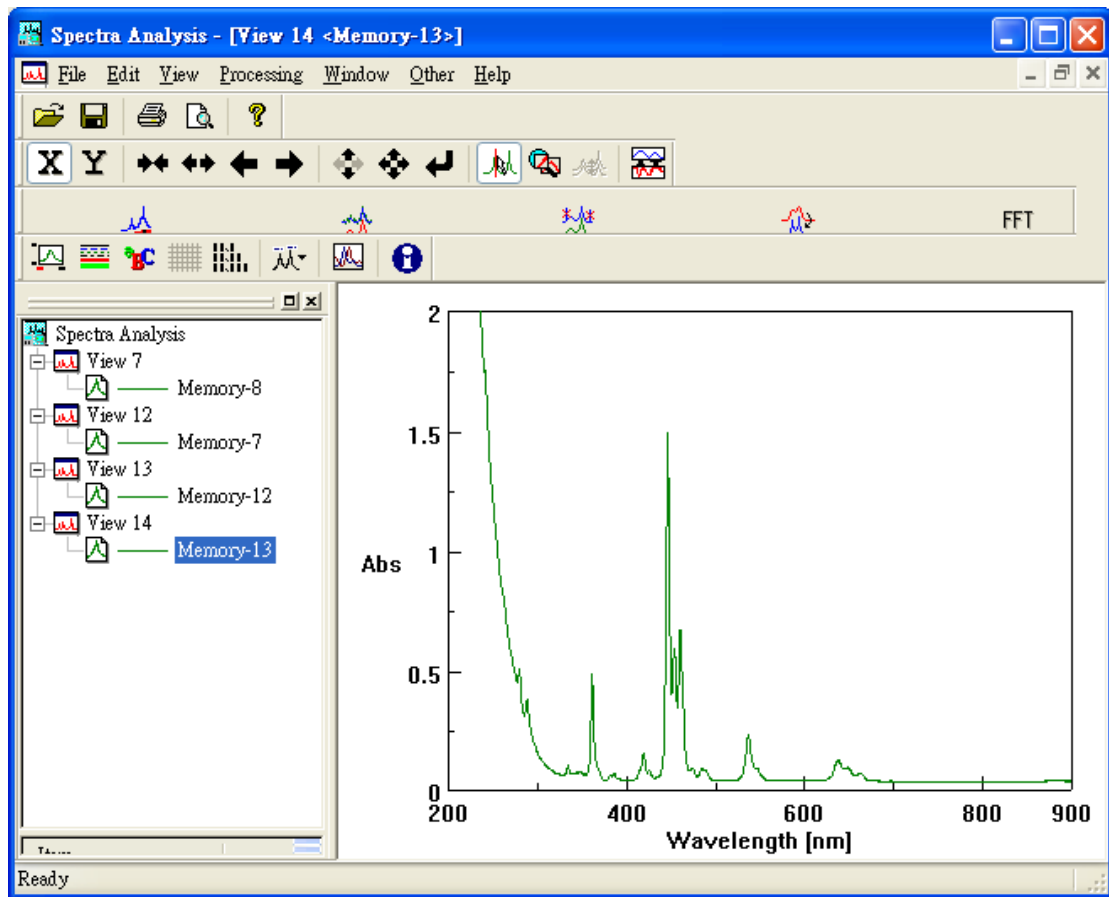 Spectra Analysis - [View 14 <Memory-13>]
File Edit View Processing Window Other Help
X Y
FFT
aBC
Spectra Analysis
View 7
Memory-8
View 12
Memory-7
View 13
Memory-12
View 14
Memory-13
2
1.5
Abs 1
0.5
0
200 400 600 800 900
Wavelength [nm]
Ready